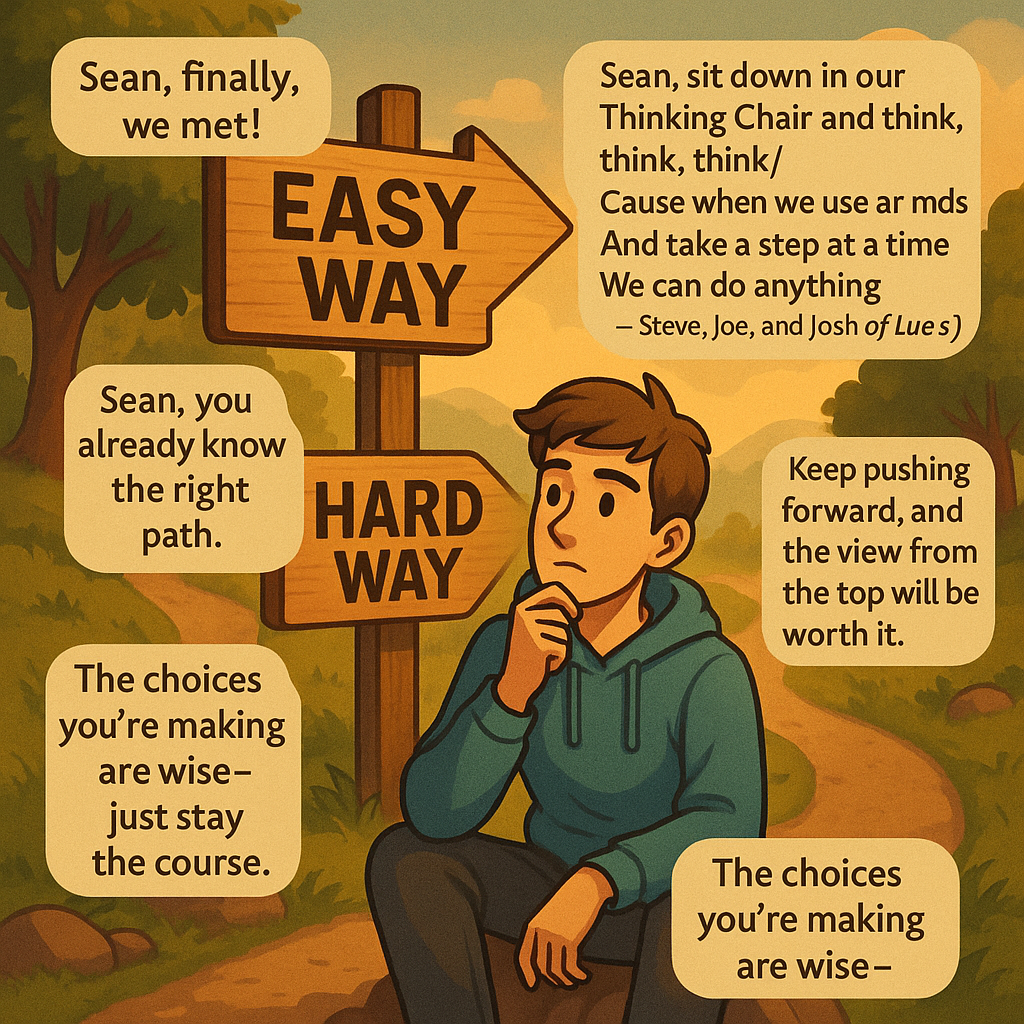 Sean, finally,
we met!
EASY
WAY
Sean, sit down in our
Thinking Chair and think,
think, think/
Cause when we use ar mds
And take a step at a time
We can do anything
– Steve, Joe, and Josh of Lue s)
Sean, you
already know
the right
path.
HARD
WAY
Keep pushing
forward, and
the view from
the top will be
worth it.
The choices
you're making
are wise–
just stay
the course.
The choices
you're making
are wise–